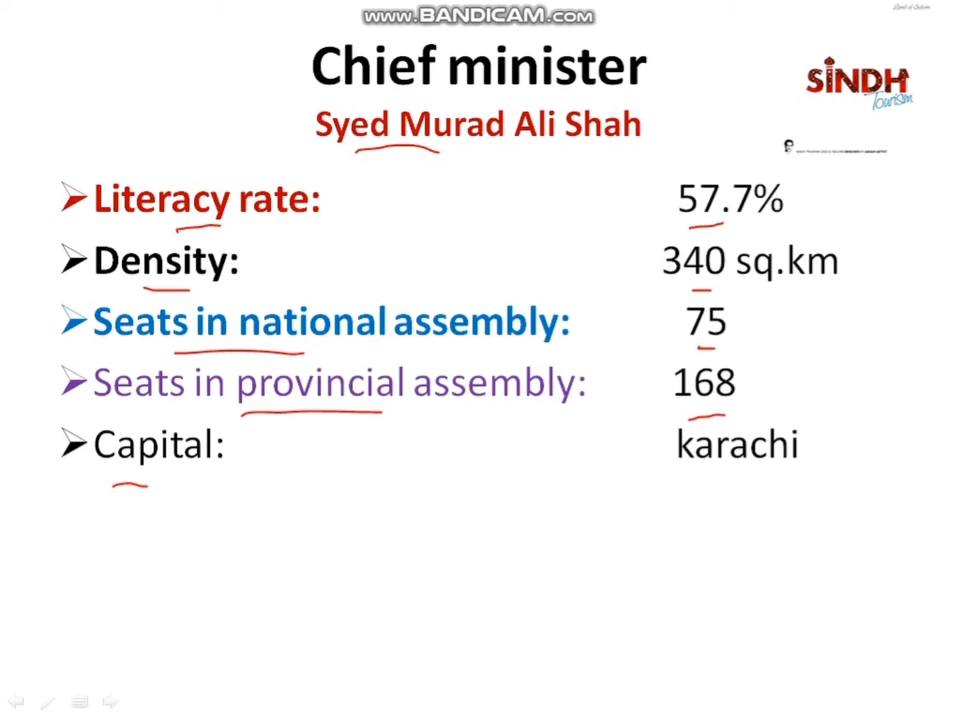 www.BANDICAM.com
Chief minister
SINDH
Tourism
Syed Murad Ali Shah
Literacy rate: 57.7%
Density: 340 sq.km
Seats in national assembly: 75
Seats in provincial assembly: 168
Capital: karachi